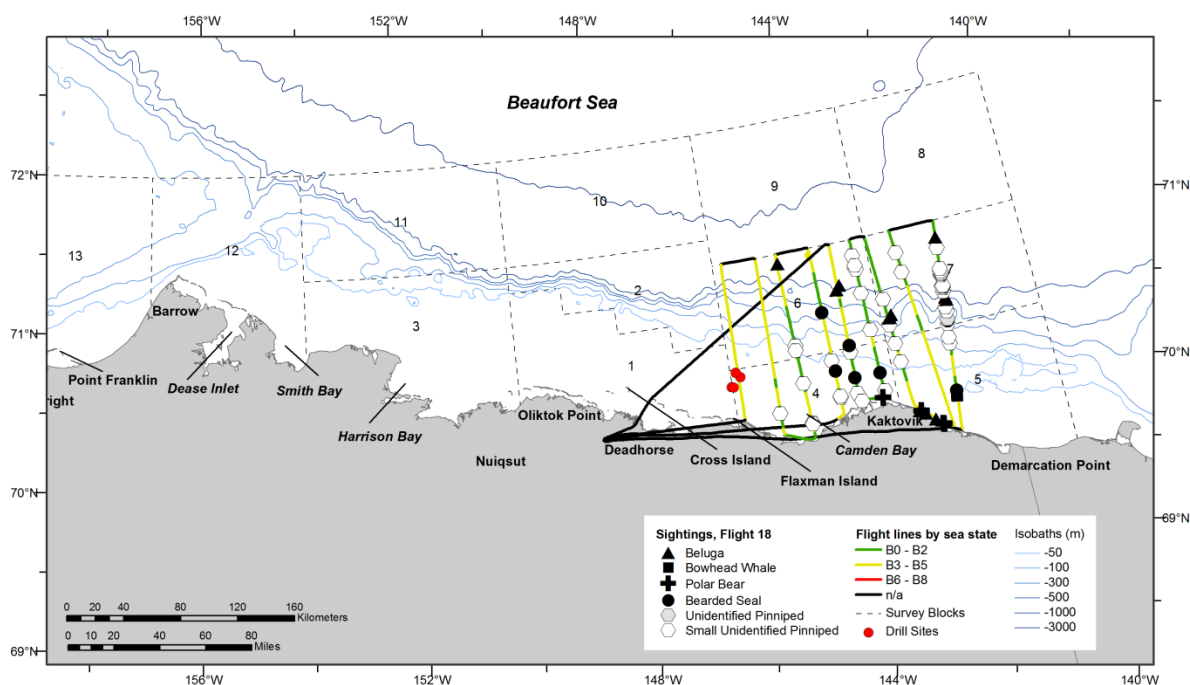 156°W
152°W
148°W
144°W
140°W
Beaufort Sea
8
72°N
71°N
9
10
11
12
13
7
2
6
3
Barrow
71°N
70°N
Point Franklin
Dease Inlet
Smith Bay
1
5
4
right
Oliktok Point
Kaktovik
Harrison Bay
Deadhorse
Camden Bay
Nuiqsut
Cross Island
Demarcation Point
Flaxman Island
70°N
69°N
Sightings, Flight 18
Beluga
Bowhead Whale
Polar Bear
Bearded Seal
Unidentified Pinniped
Small Unidentified Pinniped
Flight lines by sea state
B0 - B2
B3 - B5
B6 - B8
n/a
Survey Blocks
Drill Sites
Isobaths (m)
-50
-100
-300
-500
-1000
-3000
0 20 40 80 120 160
Kilometers
0 10 20 40 60 80
Miles
69°N
156°W
152°W
148°W
144°W
140°W